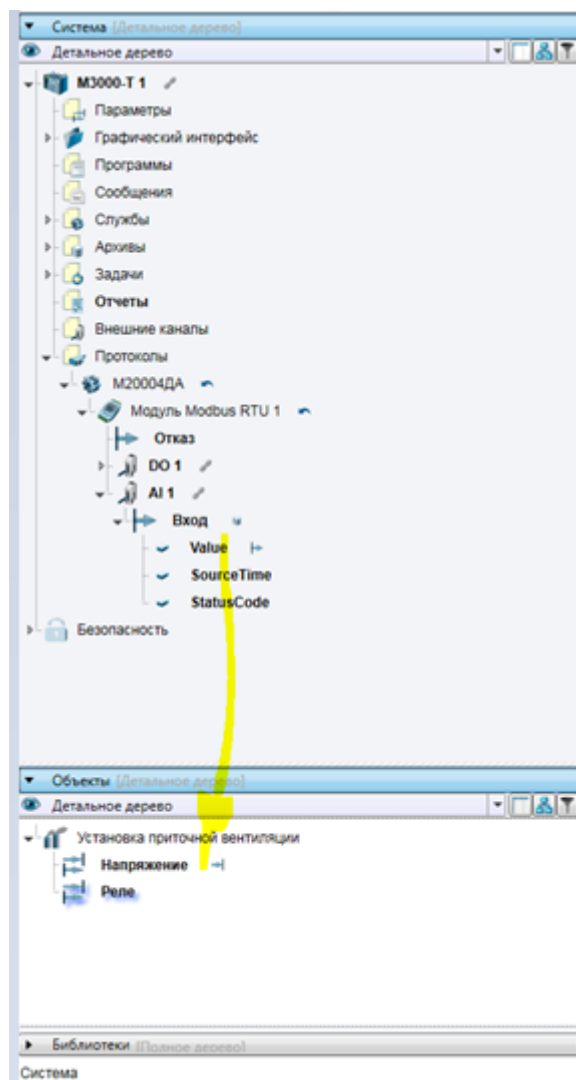 Система [Детальное дерево]
Детальное дерево
М3000-Т 1
Параметры
Графический интерфейс
Программы
Сообщения
Службы
Архивы
Задачи
Отчеты
Внешние каналы
Протоколы
М20004ДА
Модуль Modbus RTU 1
Отказ
DO 1
AI 1
Вход
Value
SourceTime
StatusCode
Безопасность
Объекты [Детальное дерево]
Детальное дерево
Установка приточной вентиляции
Напряжение
Реле
Библиотеки [Полное дерево]
Система